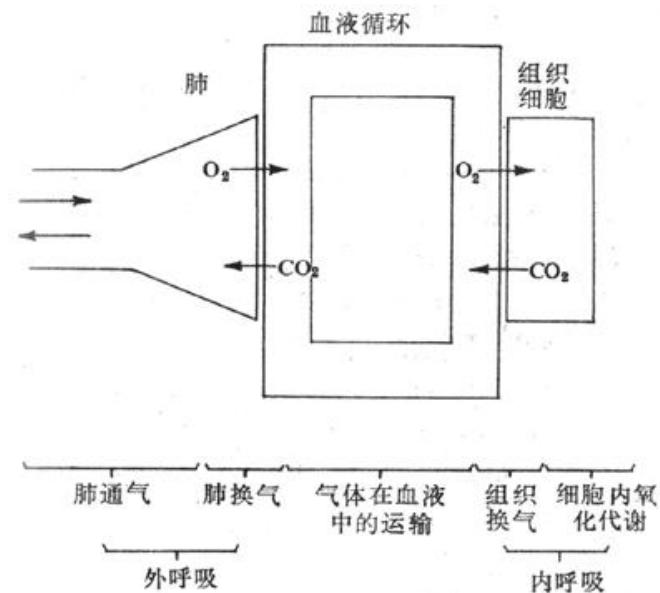 血液循环
肺
组织
细胞
O₂
O₂
CO₂
CO₂
肺通气
肺换气
气体在血液
中的运输
组织
换气
细胞内氧
化代谢
外呼吸
内呼吸